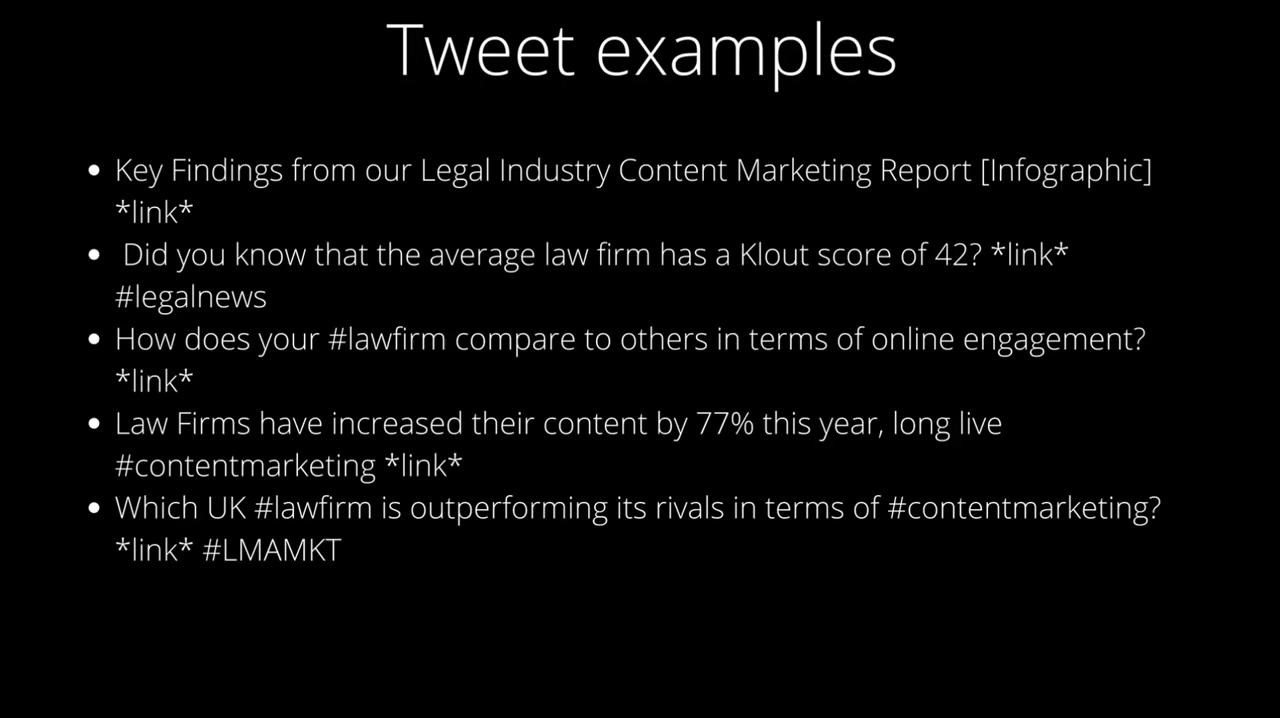 Tweet examples
• Key Findings from our Legal Industry Content Marketing Report [Infographic]
*link*
• Did you know that the average law firm has a Klout score of 42? *link*
#legalnews
• How does your #lawfirm compare to others in terms of online engagement?
*link*
• Law Firms have increased their content by 77% this year, long live
#contentmarketing *link*
• Which UK #lawfirm is outperforming its rivals in terms of #contentmarketing?
*link* #LMAMKT